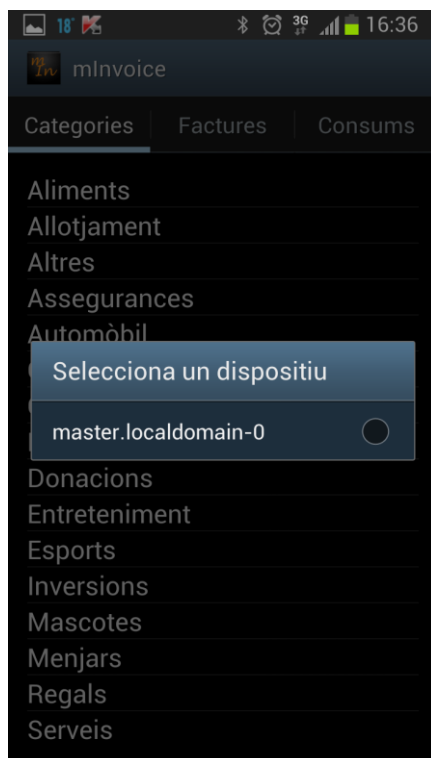 18° 3G 16:36
mInvoice
Categories Factures Consums
Aliments
Allotjament
Altres
Assegurances
Automòbil
Selecciona un dispositiu
master.localdomain-0
Donacions
Entreteniment
Esports
Inversions
Mascotes
Menjars
Regals
Serveis